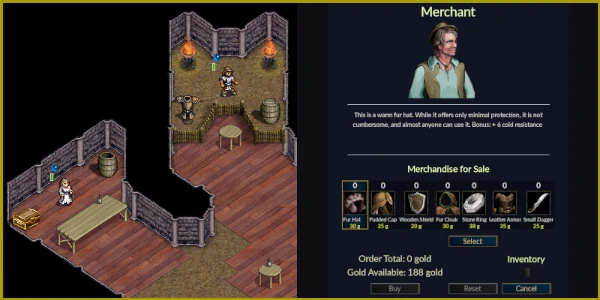 Merchant
This is a warm fur hat. While it offers only minimal protection, it is not
cumbersome, and almost anyone can use it. Bonus: + 6 cold resistance
Merchandise for Sale
0 0 0 0 0 0 0
Fur Hat Padded Cap Wooden Shield Fur Cloak Stone Ring Leather Armor Small Dagger
30 g 25 g 20 g 30 g 38 g 25 g 25 g
Select
Order Total: 0 gold
Inventory
Gold Available: 188 gold
Buy Reset Cancel